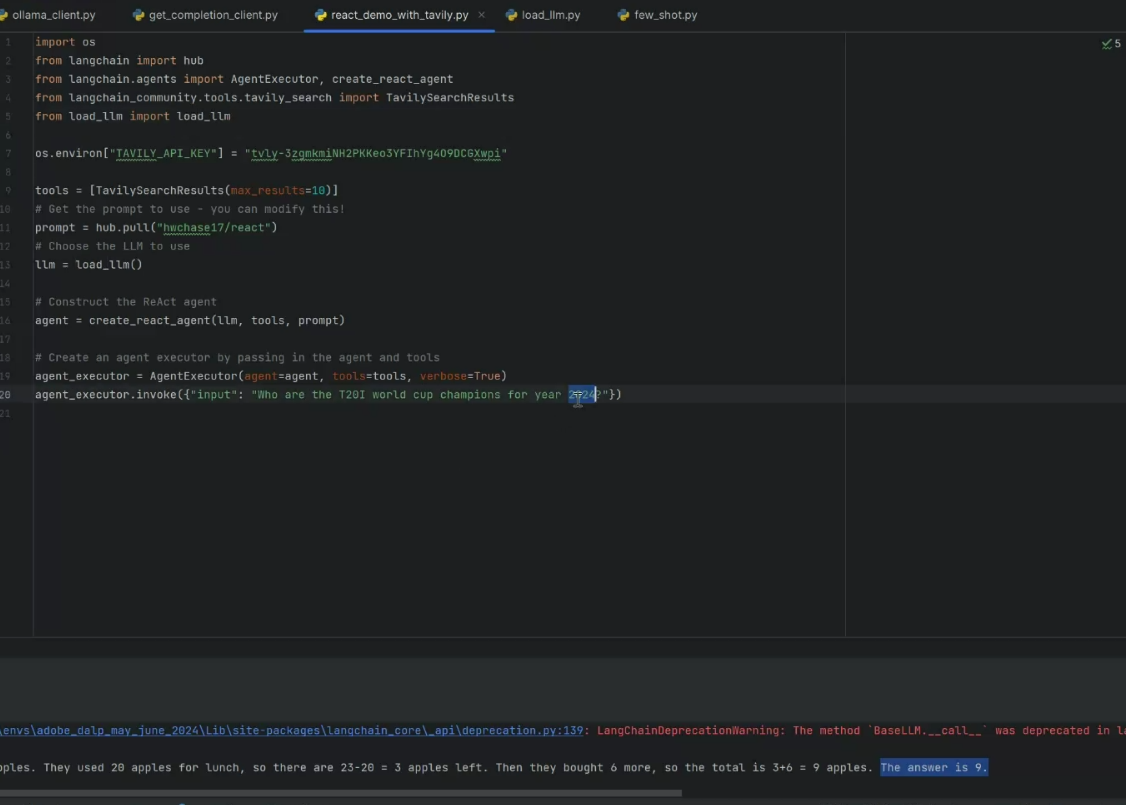 ollama_client.py get_completion_client.py react_demo_with_tavily.py load_llm.py few_shot.py
5
1 import os
2 from langchain import hub
3 from langchain.agents import AgentExecutor, create_react_agent
4 from langchain_community.tools.tavily_search import TavilySearchResults
5 from load_llm import load_llm
6
7 os.environ["TAVILY_API_KEY"] = "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"
8
9 tools = [TavilySearchResults(max_results=10)]
10 # Get the prompt to use - you can modify this!
11 prompt = hub.pull("hwchase17/react")
12 # Choose the LLM to use
13 llm = load_llm()
14
15 # Construct the ReAct agent
16 agent = create_react_agent(llm, tools, prompt)
17
18 # Create an agent executor by passing in the agent and tools
19 agent_executor = AgentExecutor(agent=agent, tools=tools, verbose=True)
20 agent_executor.invoke({"input": "Who are the T20I world cup champions for year 2024?"})
21
\envs\adobe_dalp_may_june_2024\Lib\site-packages\langchain_core\_api\deprecation.py:139: LangChainDeprecationWarning: The method `BaseLLM.__call__` was deprecated in la
pples. They used 20 apples for lunch, so there are 23-20 = 3 apples left. Then they bought 6 more, so the total is 3+6 = 9 apples. The answer is 9.